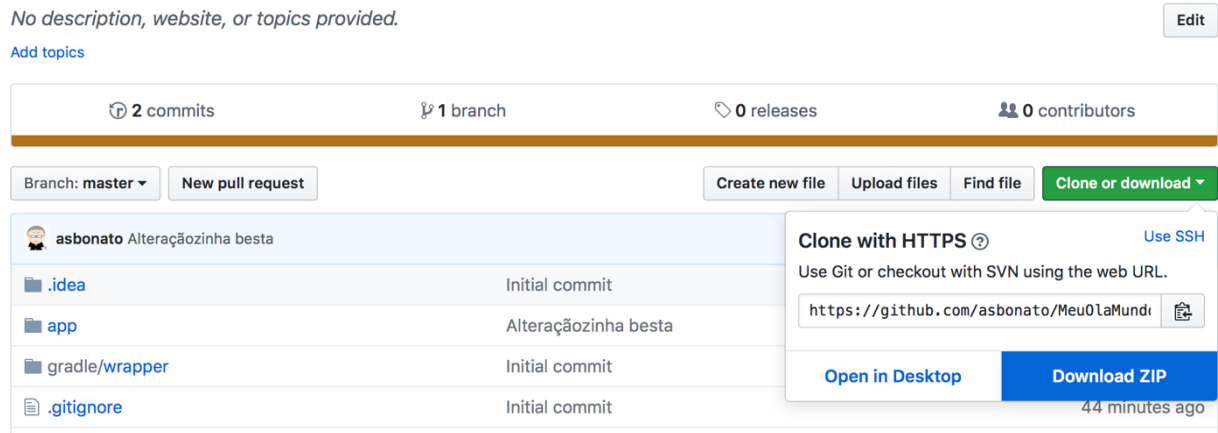 No description, website, or topics provided.
Edit
Add topics
2 commits
1 branch
0 releases
0 contributors
Branch: master
New pull request
Create new file
Upload files
Find file
Clone or download
asbonato Alteraçãozinha besta
Clone with HTTPS
Use SSH
Use Git or checkout with SVN using the web URL.
https://github.com/asbonato/MeuOlaMund
Open in Desktop
Download ZIP
.idea
Initial commit
app
Alteraçãozinha besta
gradle/wrapper
Initial commit
.gitignore
Initial commit
44 minutes ago